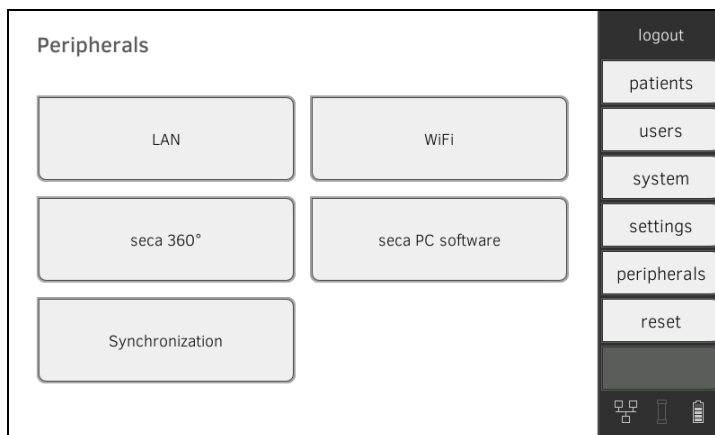 Peripherals
LAN
WiFi
seca 360°
seca PC software
Synchronization
logout
patients
users
system
settings
peripherals
reset